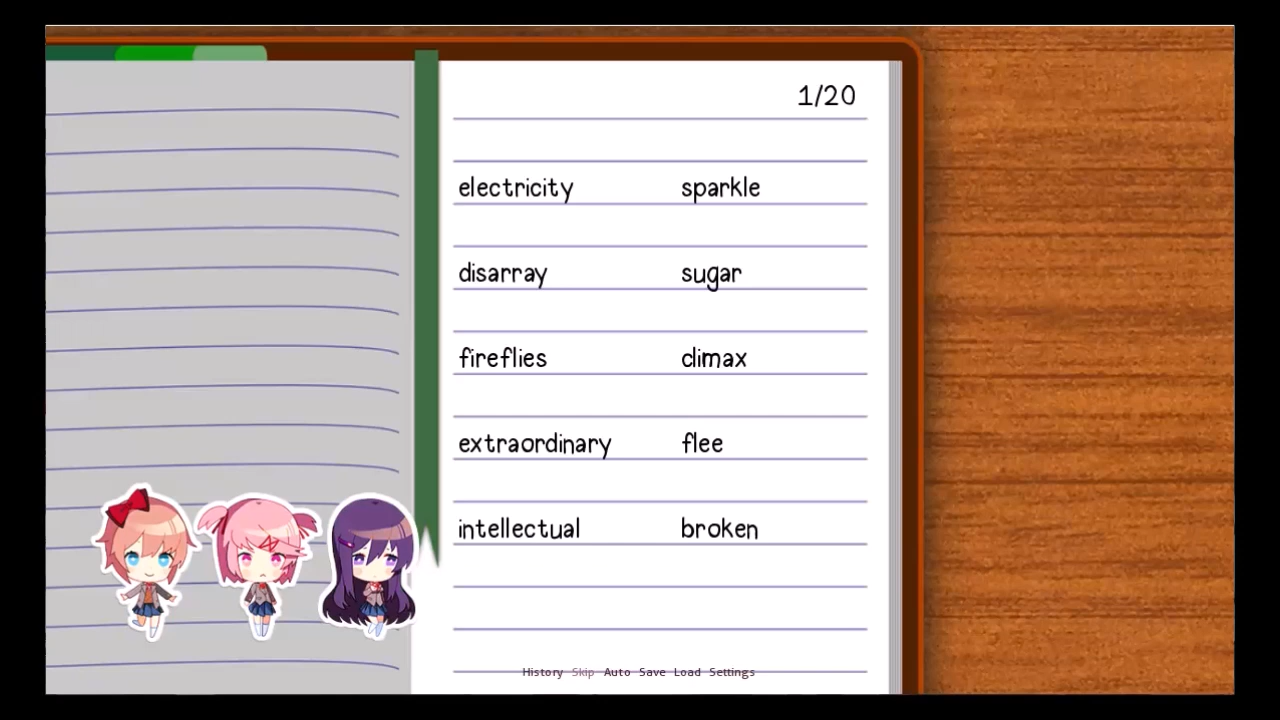 1/20
electricity sparkle
disarray sugar
fireflies climax
extraordinary flee
intellectual broken
History Skip Auto Save Load Settings